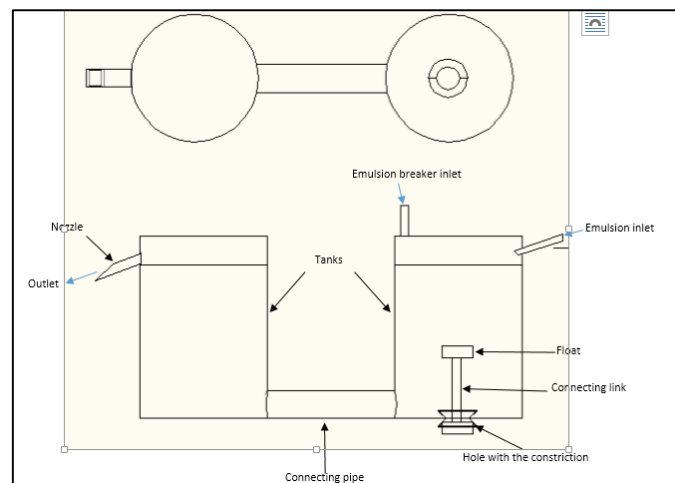 Emulsion breaker inlet
Nozzle
Emulsion inlet
Tanks
Outlet
Float
Connecting link
Hole with the constriction
Connecting pipe